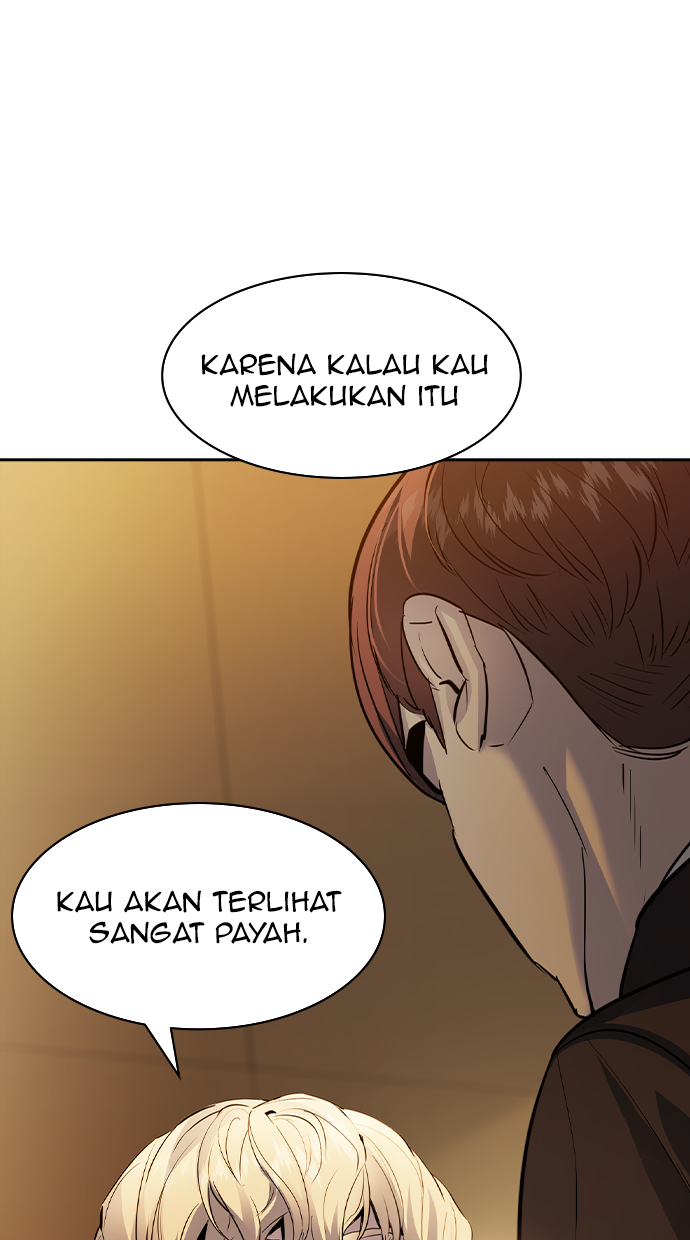 KARENA KALAU KAU
MELAKUKAN ITU
KAU AKAN TERLIHAT
SANGAT PAYAH.